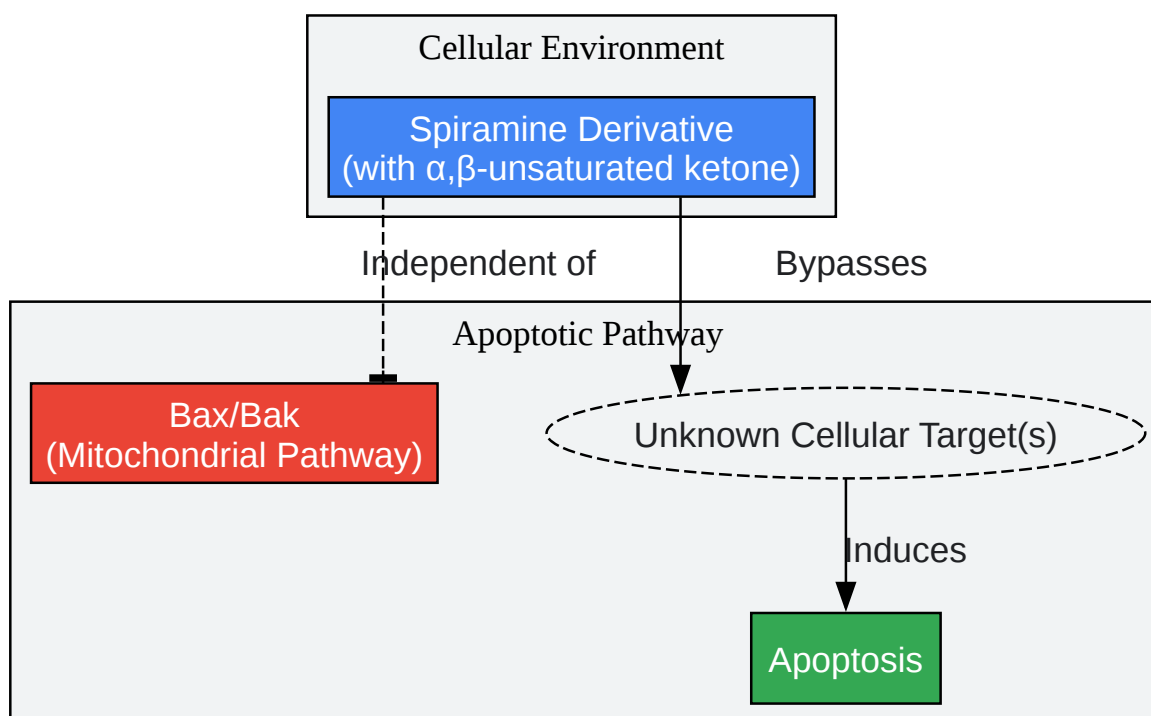 Cellular Environment
Spiramine Derivative
(with α,β-unsaturated ketone)
Independent of
Bypasses
Apoptotic Pathway
Bax/Bak
(Mitochondrial Pathway)
Unknown Cellular Target(s)
Induces
Apoptosis